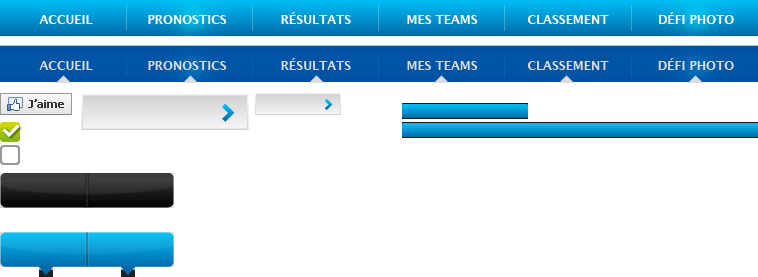 ACCUEIL PRONOSTICS RÉSULTATS MES TEAMS CLASSEMENT DÉFI PHOTO
ACCUEIL PRONOSTICS RÉSULTATS MES TEAMS CLASSEMENT DÉFI PHOTO
J'aime